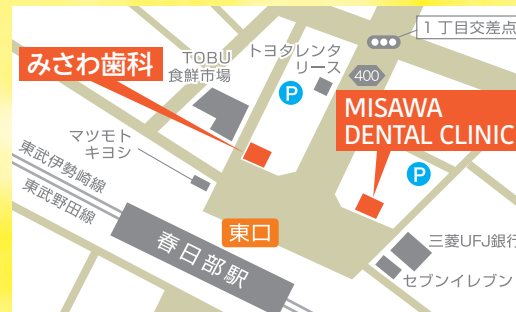 1丁目交差点
トヨタレンタ
リース
TOBU
食鮮市場
みさわ歯科
400
P
MISAWA
DENTAL CLINIC
マツモト
キヨシ
P
東武伊勢崎線
東武野田線
東口
春日部駅
三菱UFJ銀行
セブンイレブン